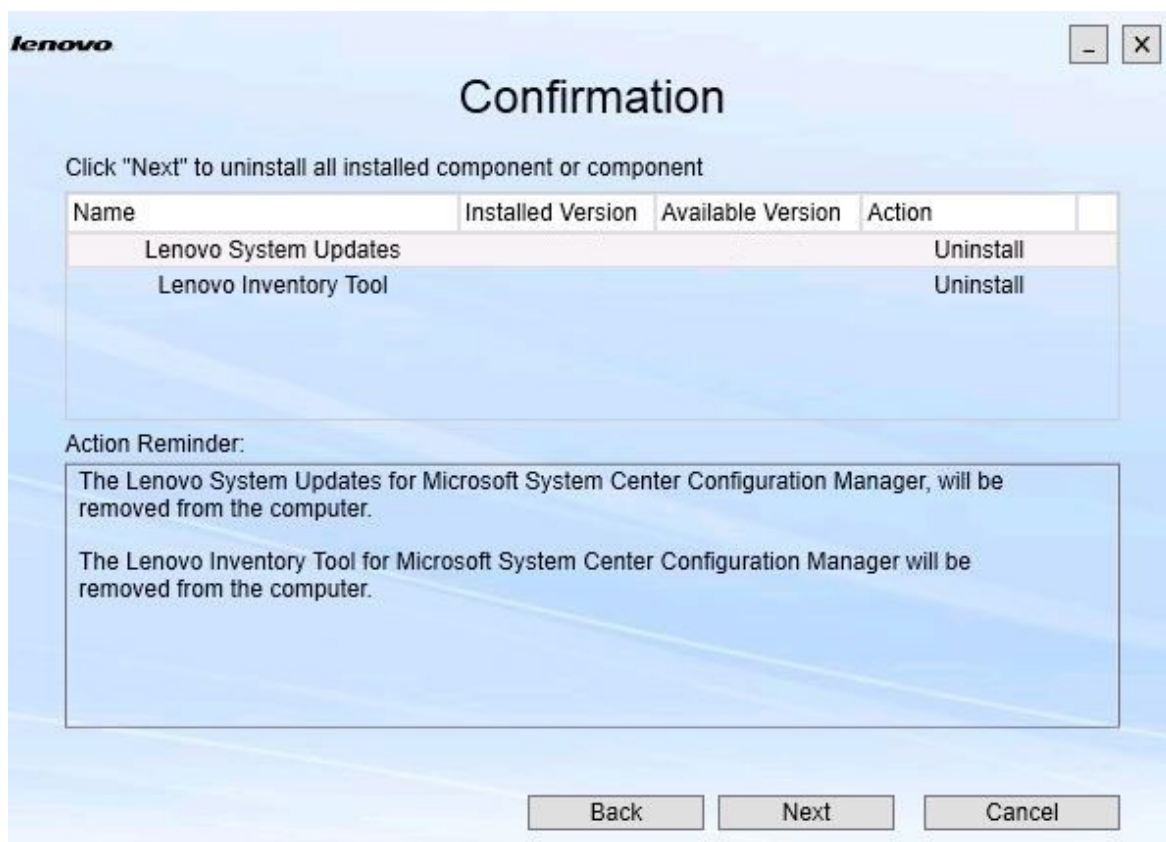 lenovo
_ X
Confirmation
Click "Next" to uninstall all installed component or component
Name Installed Version Available Version Action
Lenovo System Updates Uninstall
Lenovo Inventory Tool Uninstall
Action Reminder:
The Lenovo System Updates for Microsoft System Center Configuration Manager, will be
removed from the computer.
The Lenovo Inventory Tool for Microsoft System Center Configuration Manager will be
removed from the computer.
Back Next Cancel